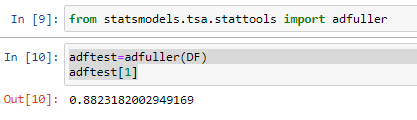 In [9]: from statsmodels.tsa.stattools import adfuller
In [10]: adftest=adfuller(DF)
adftest[1]
Out[10]: 0.8823182002949169